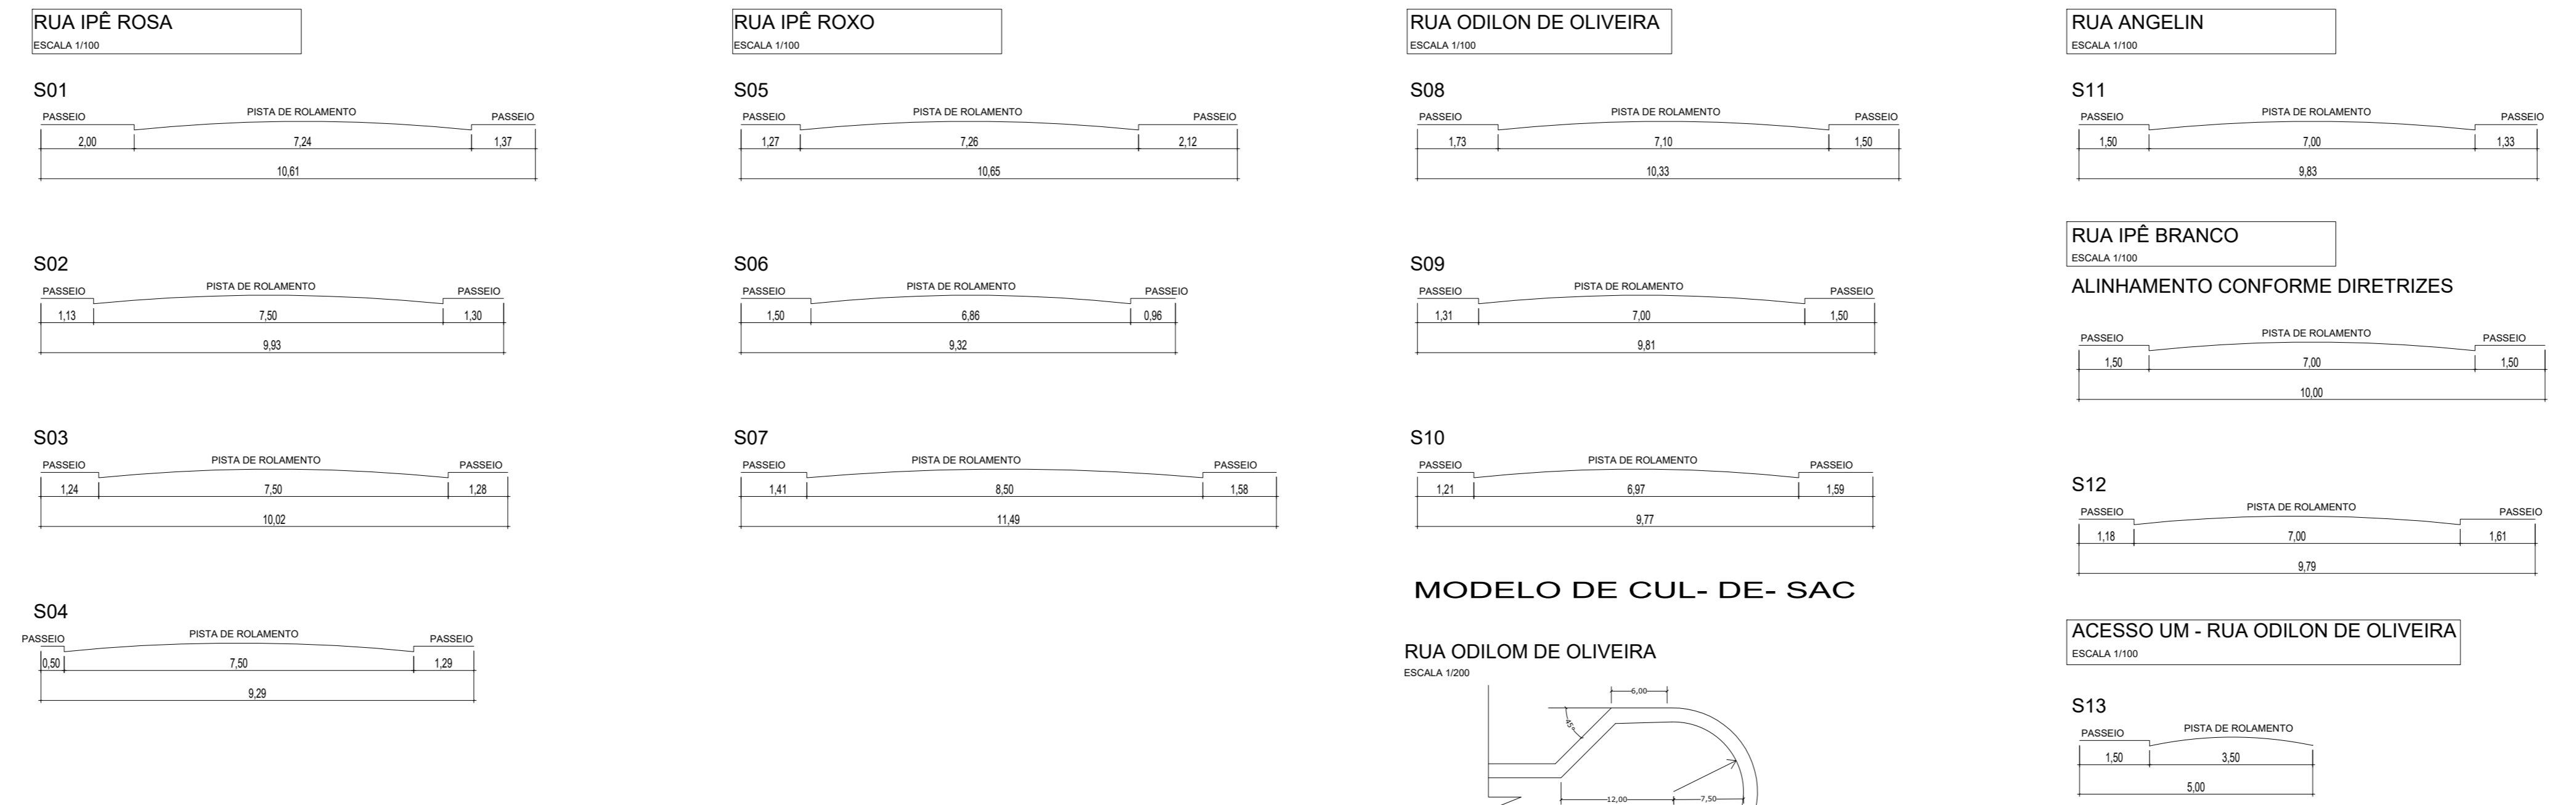 RUA IPÊ ROSA
ESCALA 1/100
S01
PASSEIO PISTA DE ROLAMENTO PASSEIO
2,00 7,24 1,37
10,61
S02
PASSEIO PISTA DE ROLAMENTO PASSEIO
1,13 7,50 1,30
9,93
S03
PASSEIO PISTA DE ROLAMENTO PASSEIO
1,24 7,50 1,28
10,02
S04
PASSEIO PISTA DE ROLAMENTO PASSEIO
0,50 7,50 1,29
9,29
RUA IPÊ ROXO
ESCALA 1/100
S05
PASSEIO PISTA DE ROLAMENTO PASSEIO
1,27 7,26 2,12
10,65
S06
PASSEIO PISTA DE ROLAMENTO PASSEIO
1,50 6,86 0,96
9,32
S07
PASSEIO PISTA DE ROLAMENTO PASSEIO
1,41 8,50 1,58
11,49
RUA ODILON DE OLIVEIRA
ESCALA 1/100
S08
PASSEIO PISTA DE ROLAMENTO PASSEIO
1,73 7,10 1,50
10,33
S09
PASSEIO PISTA DE ROLAMENTO PASSEIO
1,31 7,00 1,50
9,81
S10
PASSEIO PISTA DE ROLAMENTO PASSEIO
1,21 6,97 1,59
9,77
MODELO DE CUL- DE- SAC
RUA ODILOM DE OLIVEIRA
ESCALA 1/200
6,00
45°
12,00 7,50
RUA ANGELIN
ESCALA 1/100
S11
PASSEIO PISTA DE ROLAMENTO PASSEIO
1,50 7,00 1,33
9,83
RUA IPÊ BRANCO
ESCALA 1/100
ALINHAMENTO CONFORME DIRETRIZES
PASSEIO PISTA DE ROLAMENTO PASSEIO
1,50 7,00 1,50
10,00
S12
PASSEIO PISTA DE ROLAMENTO PASSEIO
1,18 7,00 1,61
9,79
ACESSO UM - RUA ODILON DE OLIVEIRA
ESCALA 1/100
S13
PASSEIO PISTA DE ROLAMENTO
1,50 3,50
5,00